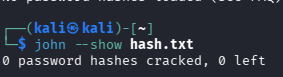 ┌──(kali㉿kali)-[~]
└─$ john --show hash.txt
0 password hashes cracked, 0 left